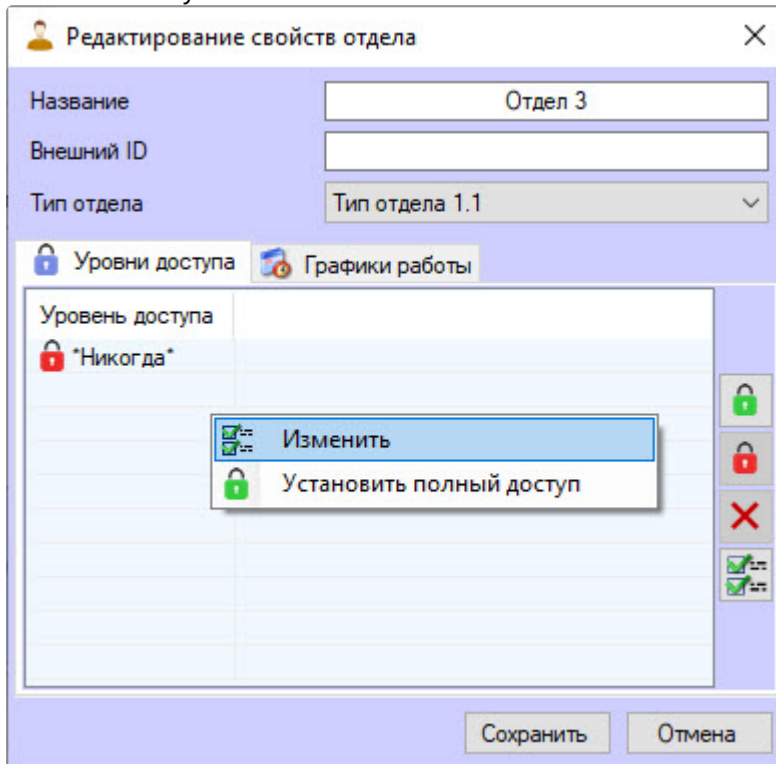 Редактирование свойств отдела
Название Отдел 3
Внешний ID
Тип отдела Тип отдела 1.1
Уровни доступа Графики работы
Уровень доступа
*Никогда*
Изменить
Установить полный доступ
Сохранить Отмена